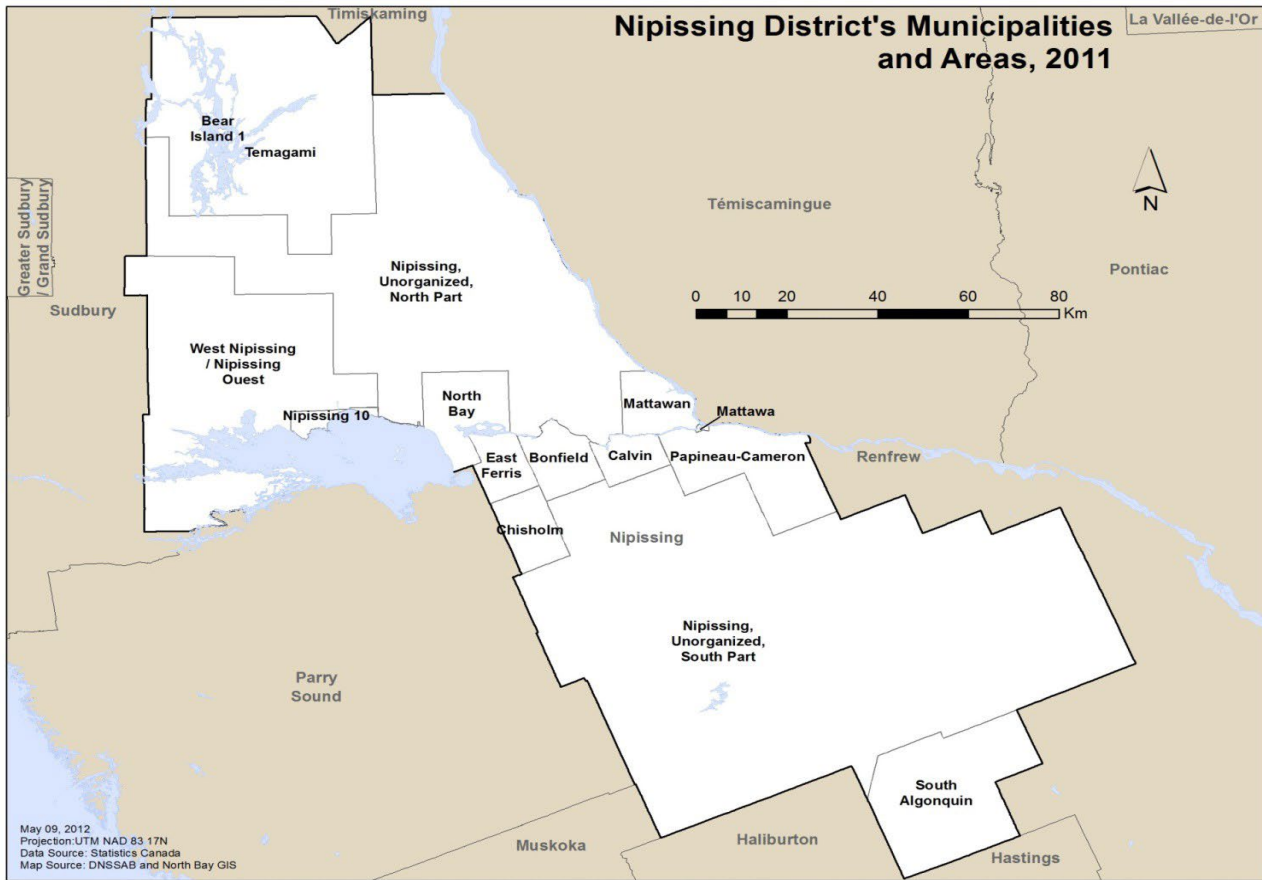 Timiskaming
La Vallée-de-l'Or
Nipissing District's Municipalities
and Areas, 2011
Bear
Island 1
Temagami
Greater Sudbury
/ Grand Sudbury
Sudbury
Témiscamingue
N
Pontiac
Nipissing,
Unorganized,
North Part
0 10 20 40 60 80
Km
West Nipissing
/ Nipissing
Ouest
Nipissing 10
North
Bay
Mattawan
Mattawa
East
Ferris
Bonfield
Calvin
Papineau-Cameron
Renfrew
Chisholm
Nipissing
Nipissing,
Unorganized,
South Part
Parry
Sound
South
Algonquin
Muskoka
Haliburton
Hastings
May 09, 2012
Projection:UTM NAD 83 17N
Data Source: Statistics Canada
Map Source: DNSSAB and North Bay GIS